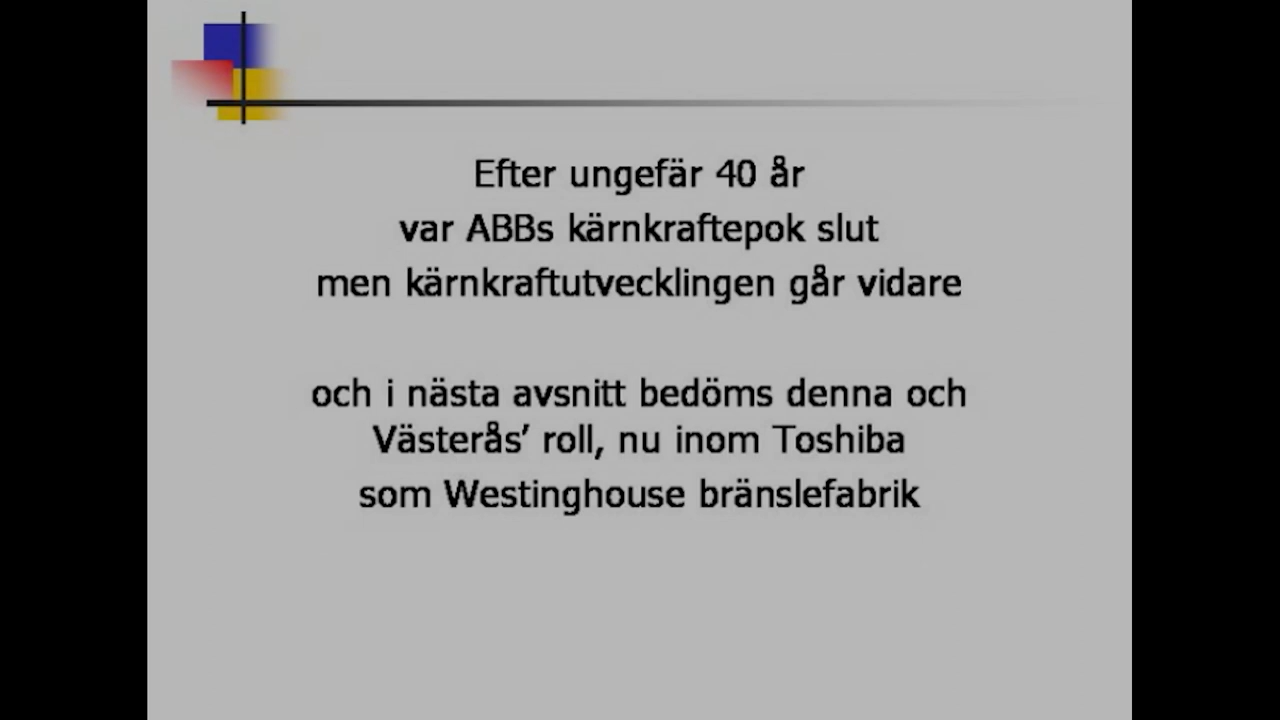 Efter ungefär 40 år
var ABBs kärnkraftepok slut
men kärnkraftutvecklingen går vidare
och i nästa avsnitt bedöms denna och
Västerås’ roll, nu inom Toshiba
som Westinghouse bränslefabrik